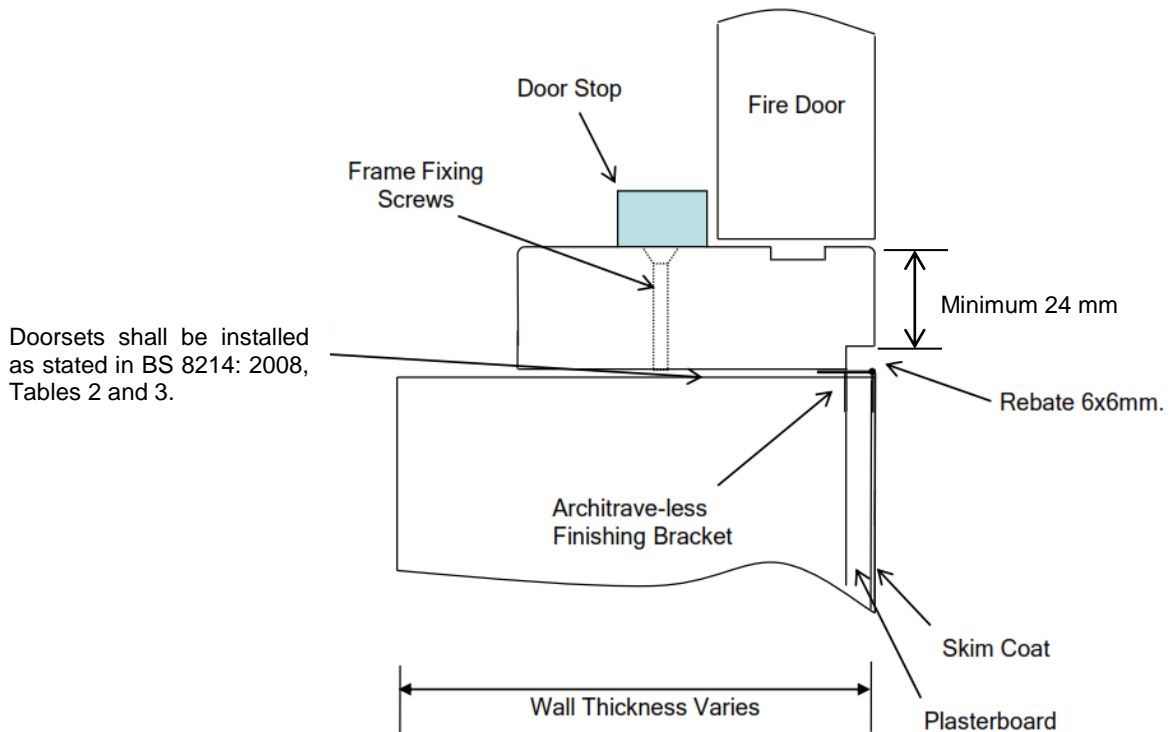 Fire Door
Door Stop
Frame Fixing
Screws
Minimum 24 mm
Doorsets shall be installed
as stated in BS 8214: 2008,
Tables 2 and 3.
Rebate 6x6mm.
Architrave-less
Finishing Bracket
Skim Coat
Wall Thickness Varies
Plasterboard